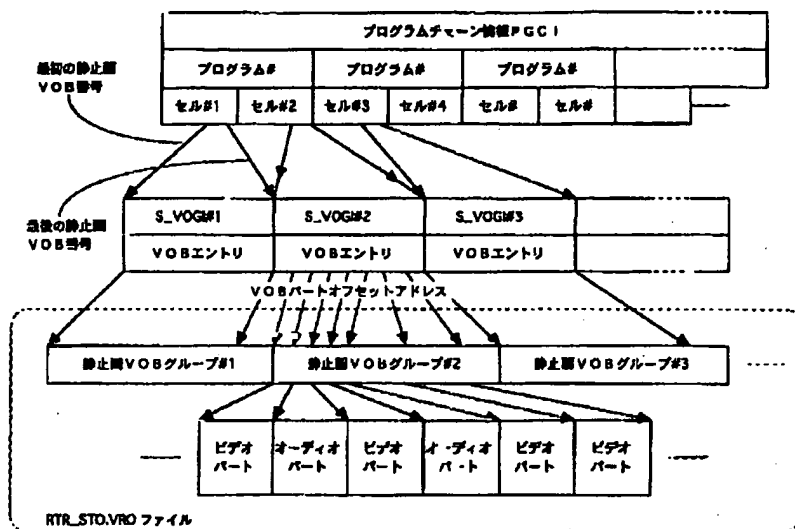 プログラムチェーン情報PGCI
プログラム# プログラム# プログラム#
セル#1 セル#2 セル#3 セル#4 セル# セル#
最初の静止画
VOB番号
最後の静止画
VOB番号
S_VOGI#1 S_VOGI#2 S_VOGI#3
VOBエントリ VOBエントリ VOBエントリ
VOBパートオフセットアドレス
静止画VOBグループ#1 静止画VOBグループ#2 静止画VOBグループ#3
ビデオ
パート
オーディオ
パート
ビデオ
パート
オーディオ
パート
ビデオ
パート
ビデオ
パート
RTR_STO.VRO ファイル